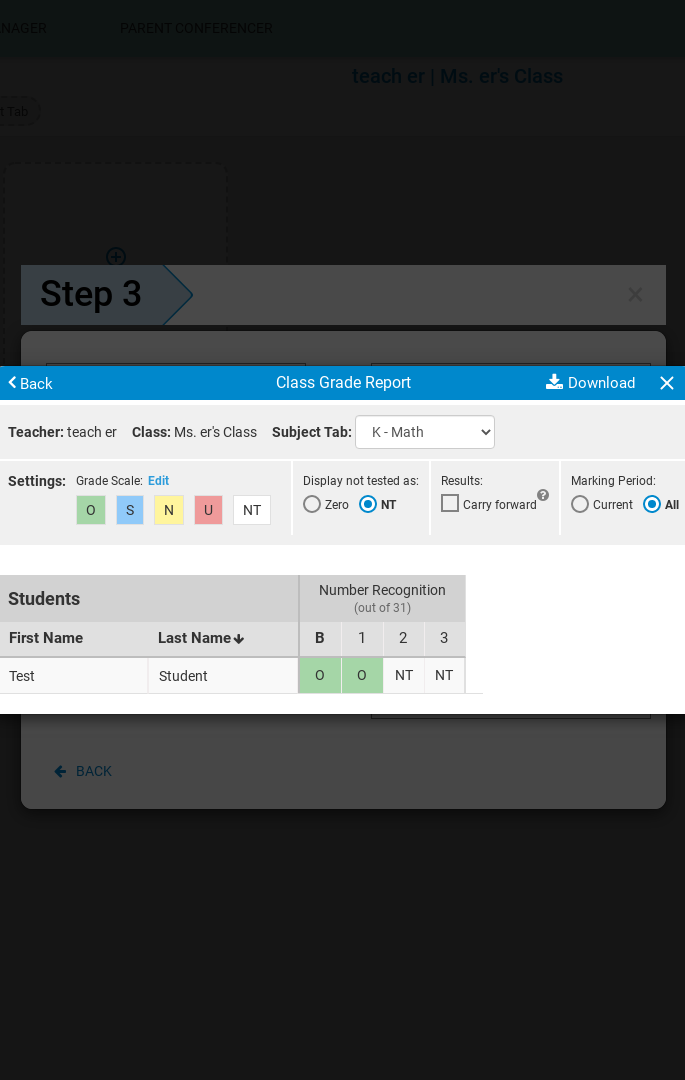 NAGER PARENT CONFERENCER
teach er | Ms. er's Class
t Tab
Step 3
Back Class Grade Report Download
Teacher: teach er Class: Ms. er's Class Subject Tab: K - Math
Settings: Grade Scale: Edit Display not tested as: Results: Marking Period:
O S N U NT Zero NT Carry forward ? Current All
Students Number Recognition
(out of 31)
First Name Last Name B 1 2 3
Test Student O O NT NT
BACK